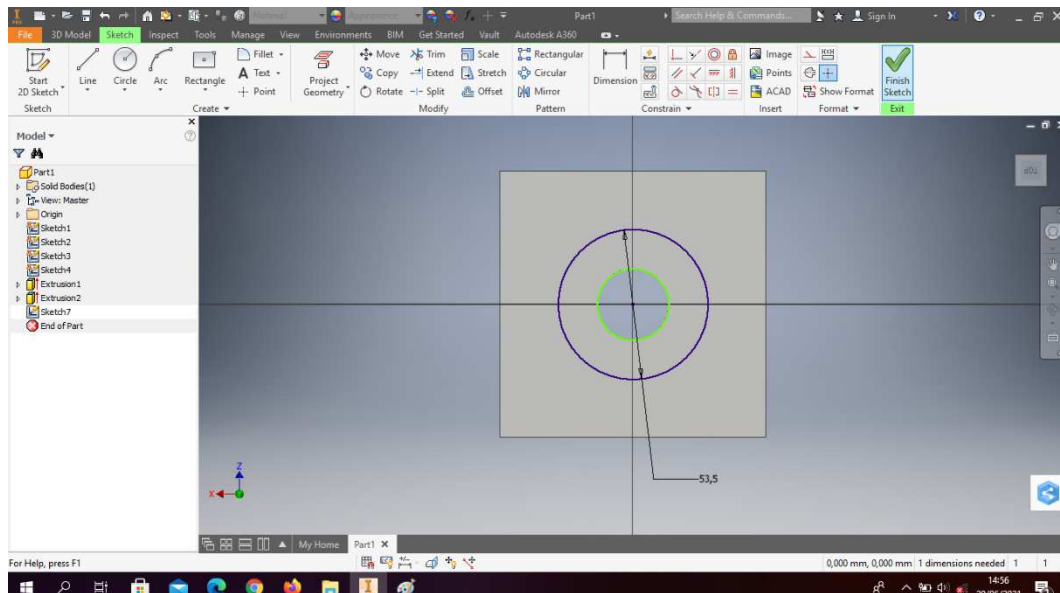 Material Appearance Part1 Search Help & Commands... Sign In
File 3D Model Sketch Inspect Tools Manage View Environments BIM Get Started Vault Autodesk A360
Start 2D Sketch
Line
Circle
Arc
Rectangle
Fillet
Text
Point
Project Geometry
Move Trim Scale
Copy Extend Stretch
Rotate Split Offset
Rectangular
Circular
Mirror
Dimension
Image
Points
ACAD
Show Format
Finish Sketch
Sketch Create Modify Pattern Constrain Insert Format Exit
Model
Part1
Solid Bodies(1)
View: Master
Origin
Sketch1
Sketch2
Sketch3
Sketch4
Extrusion1
Extrusion2
Sketch7
End of Part
TOP
53,5
Z
X
My Home Part1
For Help, press F1 0,000 mm, 0,000 mm 1 dimensions needed 1 1
14:56